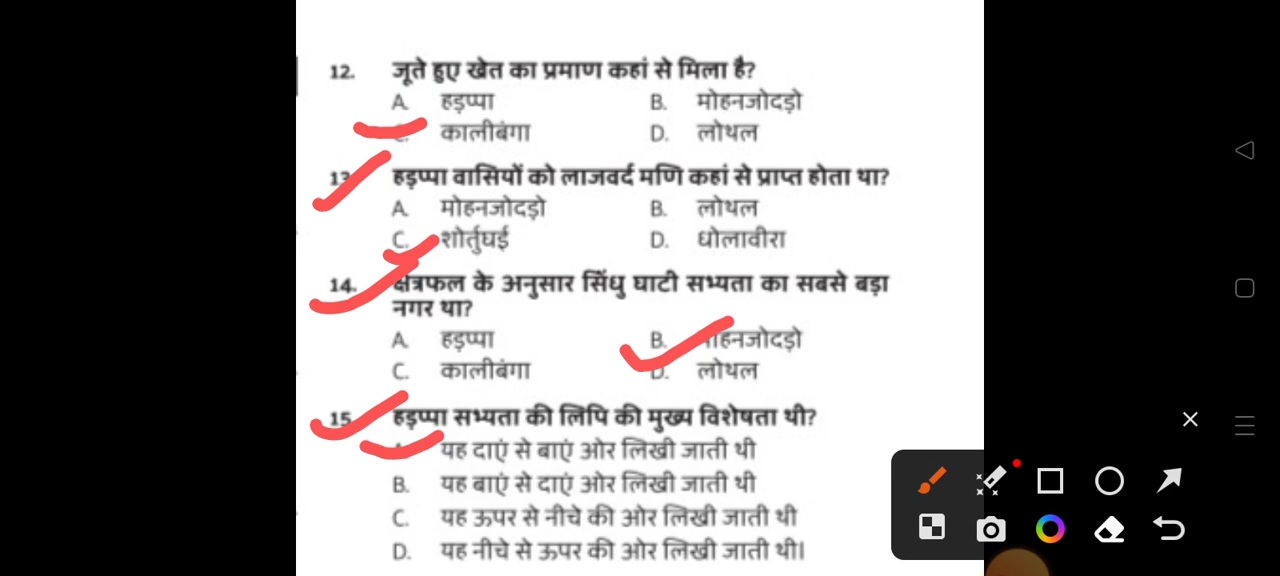 12. जूते हुए खेत का प्रमाण कहां से मिला है?
A. हड़प्पा B. मोहनजोदड़ो
C. कालीबंगा D. लोथल
13. हड़प्पा वासियों को लाजवर्द मणि कहां से प्राप्त होता था?
A. मोहनजोदड़ो B. लोथल
C. शोर्तुघई D. धोलावीरा
14. क्षेत्रफल के अनुसार सिंधु घाटी सभ्यता का सबसे बड़ा
नगर था?
A. हड़प्पा B. मोहनजोदड़ो
C. कालीबंगा D. लोथल
15. हड़प्पा सभ्यता की लिपि की मुख्य विशेषता थी?
यह दाएं से बाएं ओर लिखी जाती थी
B. यह बाएं से दाएं ओर लिखी जाती थी
C. यह ऊपर से नीचे की ओर लिखी जाती थी
D. यह नीचे से ऊपर की ओर लिखी जाती थी।